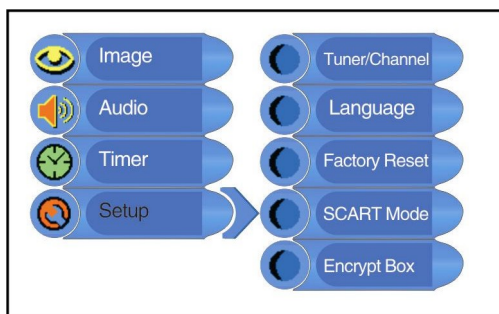 Image
Audio
Timer
Setup
Tuner/Channel
Language
Factory Reset
SCART Mode
Encrypt Box